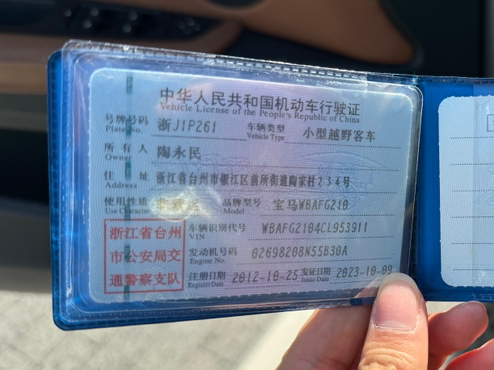 中华人民共和国机动车行驶证
Vehicle License of the People's Republic of China
号牌号码 浙J1P261 车辆类型 小型越野客车
Plate No. Vehicle Type
所有人 陶永民
Owner
住址 浙江省台州市椒江区前所街道陶家村254号
Address
使用性质 品牌型号 宝马WBAFG210
Use Character Model
浙江省台州
市公安局交
通警察支队
车辆识别代号 WBAFG2104CL953911
VIN
发动机号码 02698208N55B30A
Engine No.
注册日期 2012-10-25 发证日期 2023-10-09
Register Date Issue Date